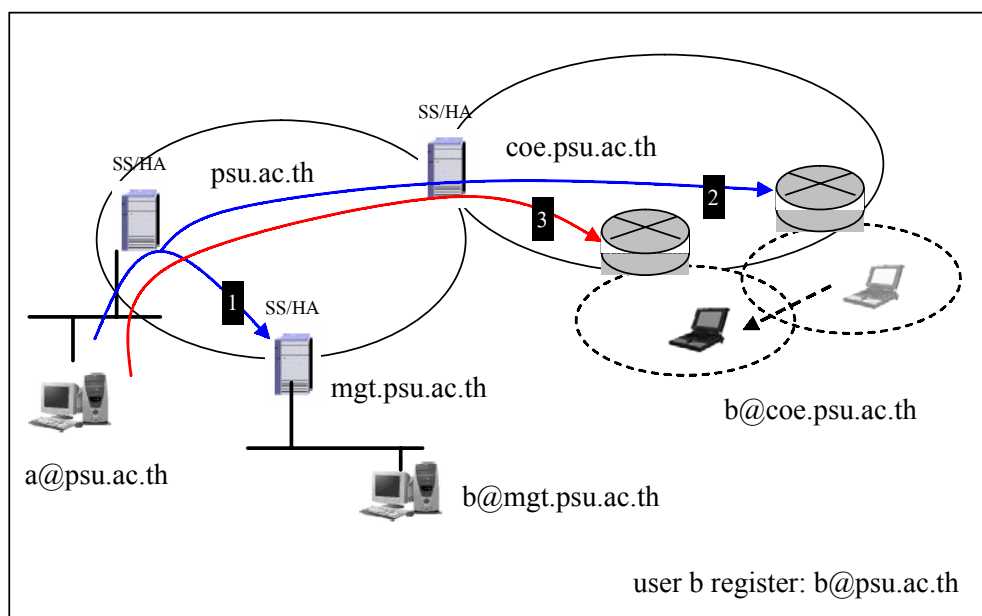 SS/HA
coe.psu.ac.th
SS/HA
psu.ac.th
2
3
1
SS/HA
mgt.psu.ac.th
b@coe.psu.ac.th
a@psu.ac.th
b@mgt.psu.ac.th
user b register: b@psu.ac.th